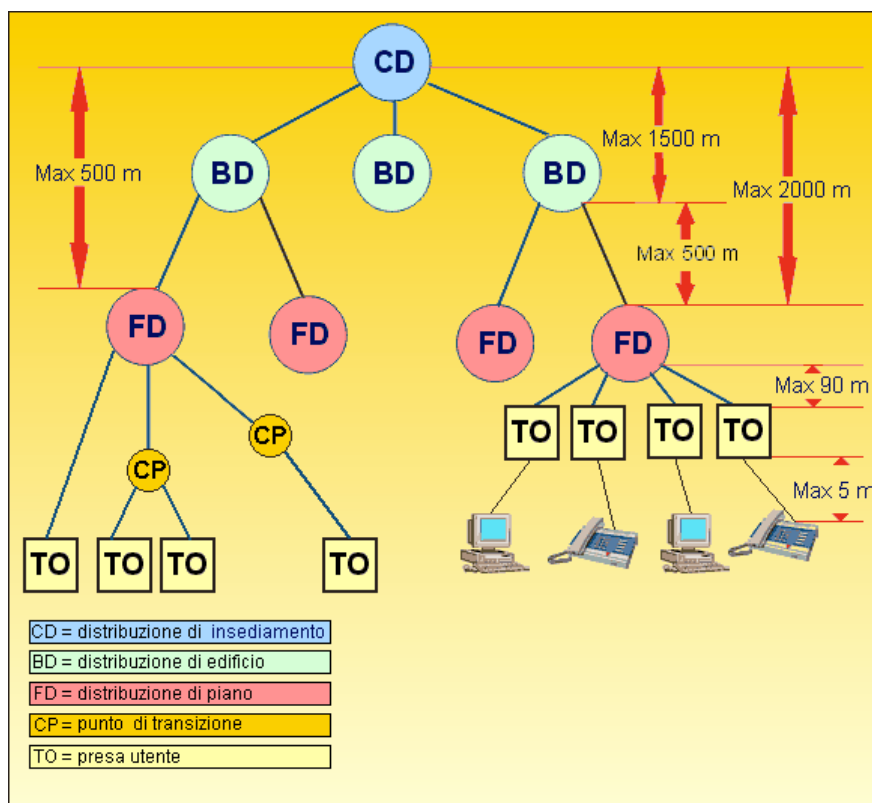 CD
Max 1500 m
Max 500 m
BD
BD
BD
Max 2000 m
Max 500 m
FD
FD
FD
FD
Max 90 m
TO
TO
TO
TO
CP
CP
Max 5 m
TO
TO
TO
TO
CD = distribuzione di insediamento
BD = distribuzione di edificio
FD = distribuzione di piano
CP = punto di transizione
TO = presa utente